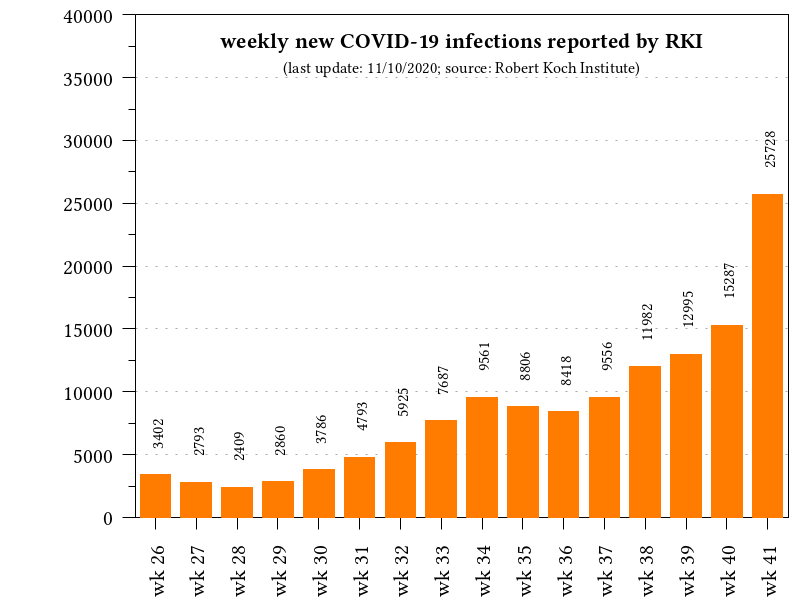 weekly new COVID-19 infections reported by RKI
(last update: 11/10/2020; source: Robert Koch Institute)
40000
35000
30000
25000
20000
15000
10000
5000
0
3402
2793
2409
2860
3786
4793
5925
7687
9561
8806
8418
9556
11982
12995
15287
25728
wk 26
wk 27
wk 28
wk 29
wk 30
wk 31
wk 32
wk 33
wk 34
wk 35
wk 36
wk 37
wk 38
wk 39
wk 40
wk 41